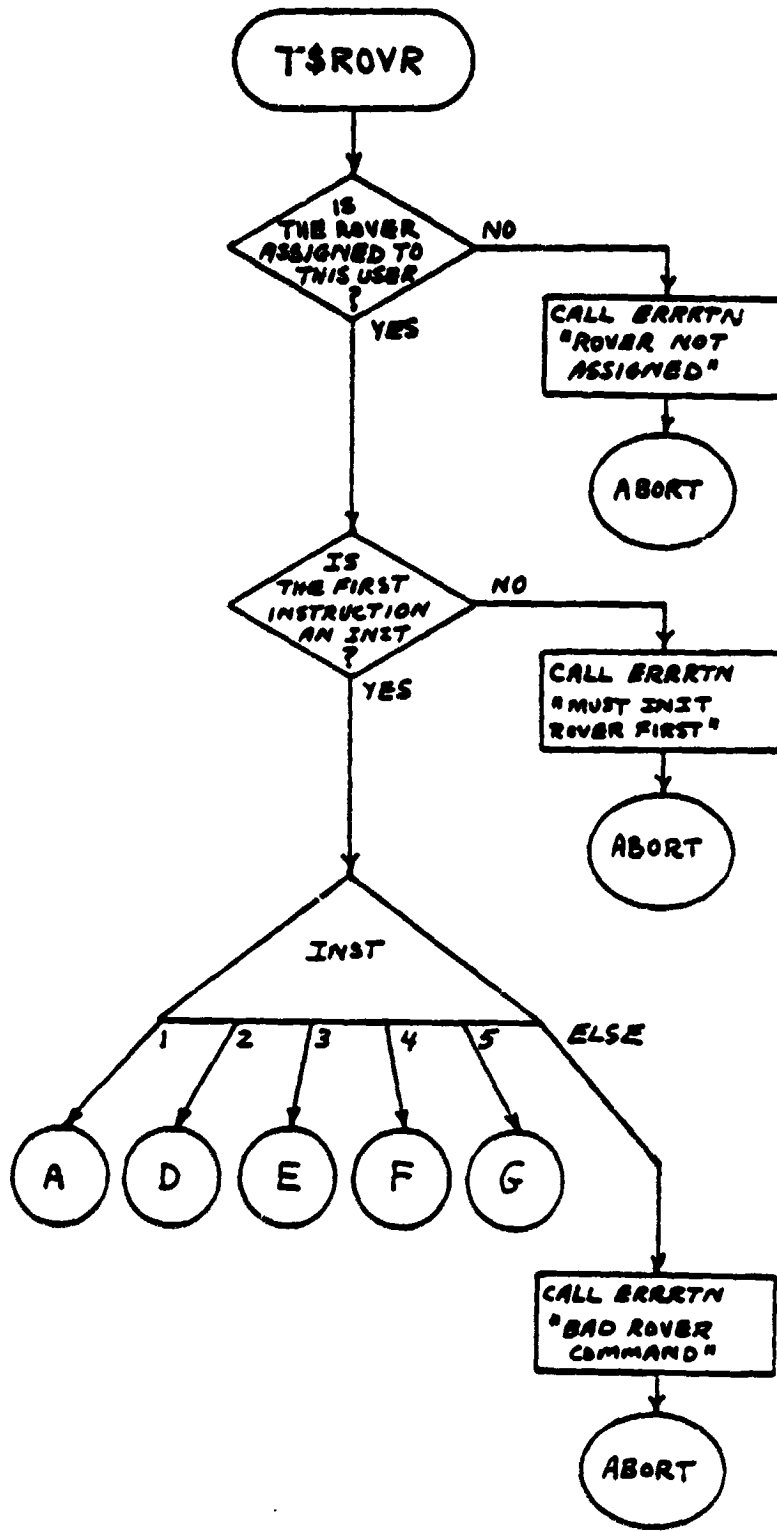 T$ROVR
IS
THE ROVER
ASSIGNED TO
THIS USER
?
NO
YES
CALL ERRRTN
"ROVER NOT
ASSIGNED"
ABORT
IS
THE FIRST
INSTRUCTION
AN INIT
?
NO
YES
CALL ERRRTN
"MUST INIT
ROVER FIRST"
ABORT
INST
1 2 3 4 5 ELSE
A D E F G
CALL ERRRTN
"BAD ROVER
COMMAND"
ABORT